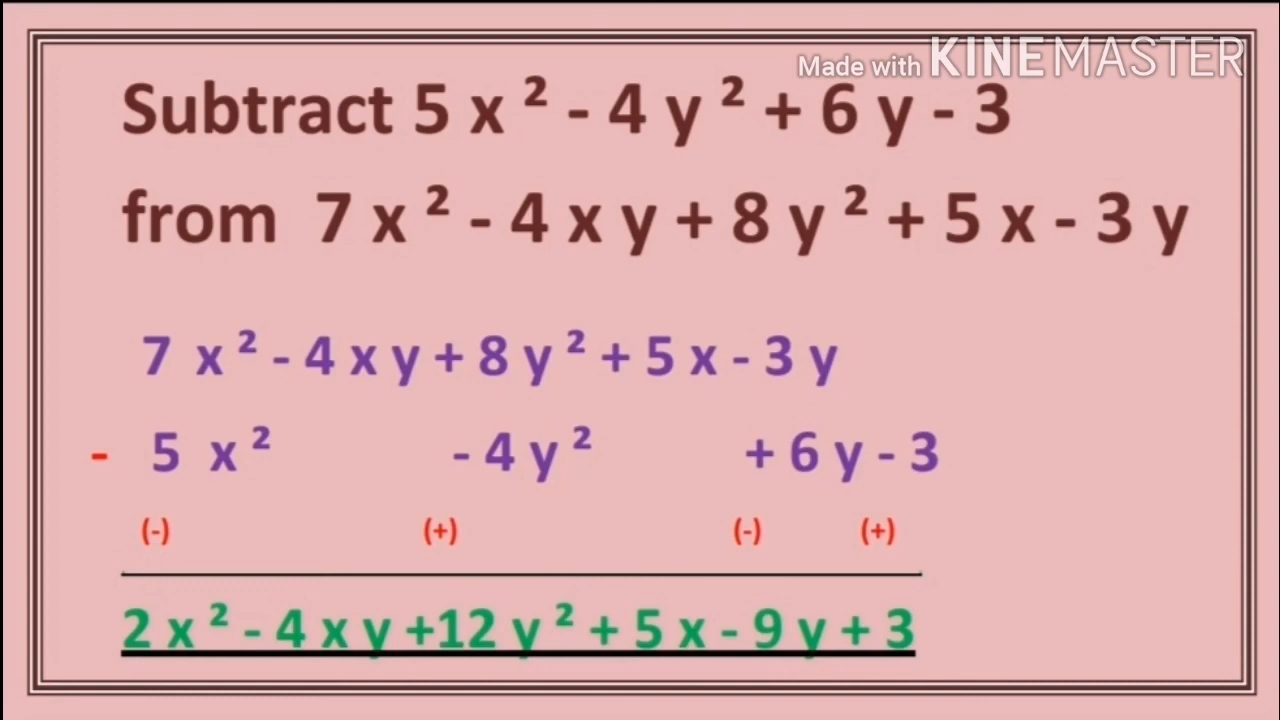 Made with KINEMASTER
Subtract 5 x ² - 4 y ² + 6 y - 3
from 7 x ² - 4 x y + 8 y ² + 5 x - 3 y
7 x ² - 4 x y + 8 y ² + 5 x - 3 y
- 5 x ² - 4 y ² + 6 y - 3
(-) (+) (-) (+)
2 x ² - 4 x y +12 y ² + 5 x - 9 y + 3